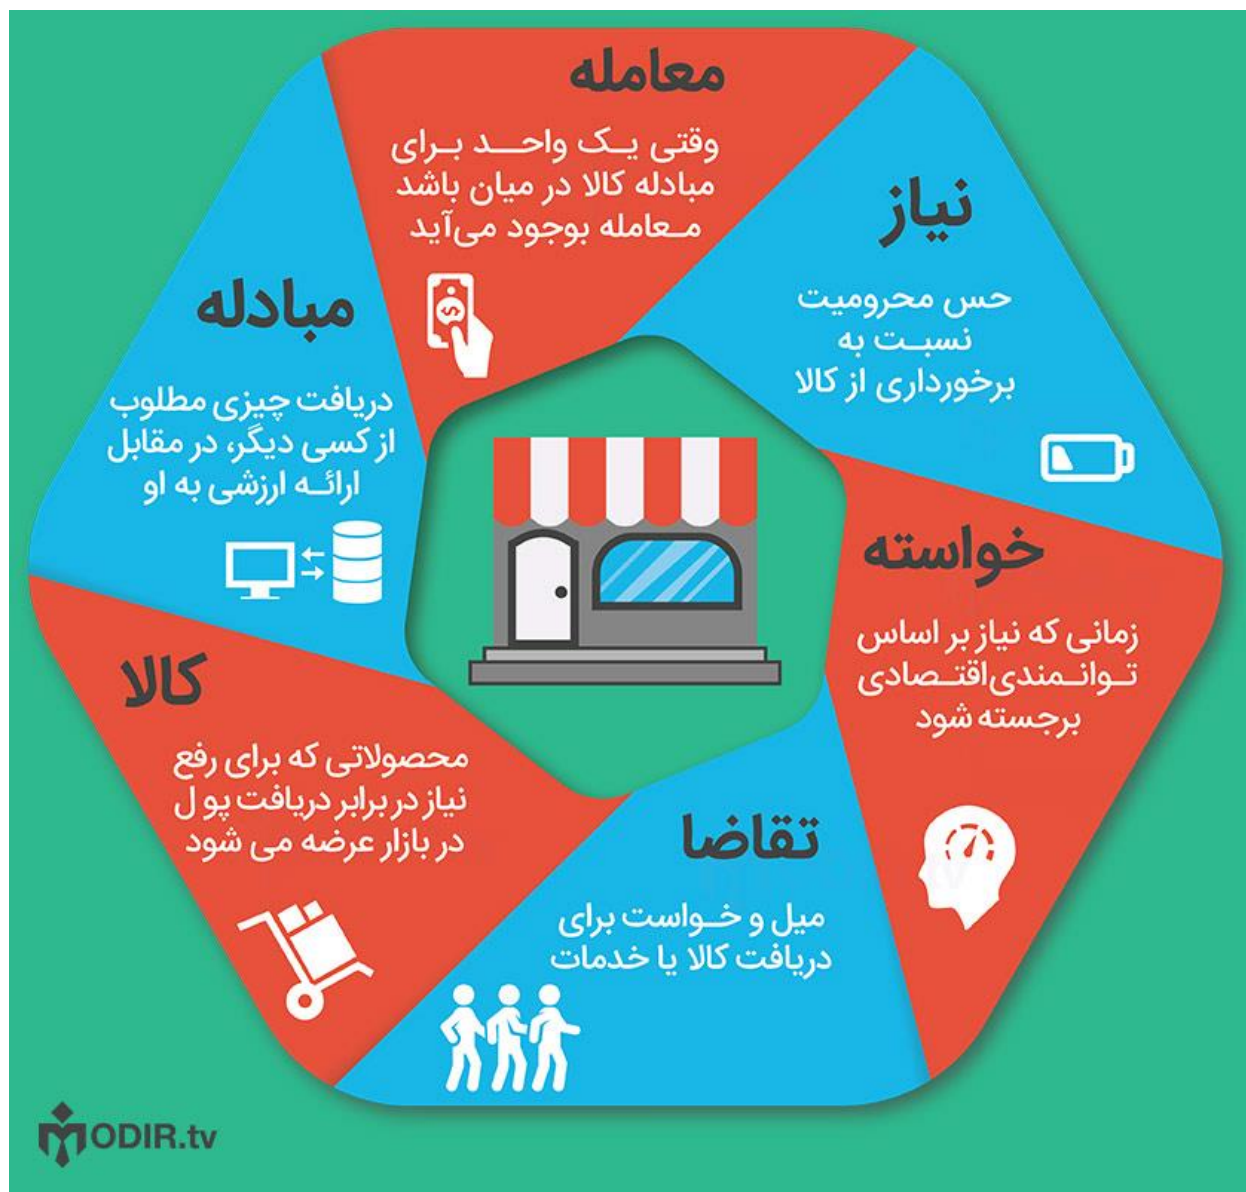 معامله
وقتی یک واحد برای
مبادله کالا در میان باشد
معامله بوجود می‌آید
نیاز
حس محرومیت
نسبت به
برخورداری از کالا
خواسته
زمانی که نیاز بر اساس
توانمندی اقتصادی
برجسته شود
تقاضا
میل و خواست برای
دریافت کالا یا خدمات
کالا
محصولاتی که برای رفع
نیاز در برابر دریافت پول
در بازار عرضه می شود
مبادله
دریافت چیزی مطلوب
از کسی دیگر، در مقابل
ارائه ارزشی به او
MODIR.tv